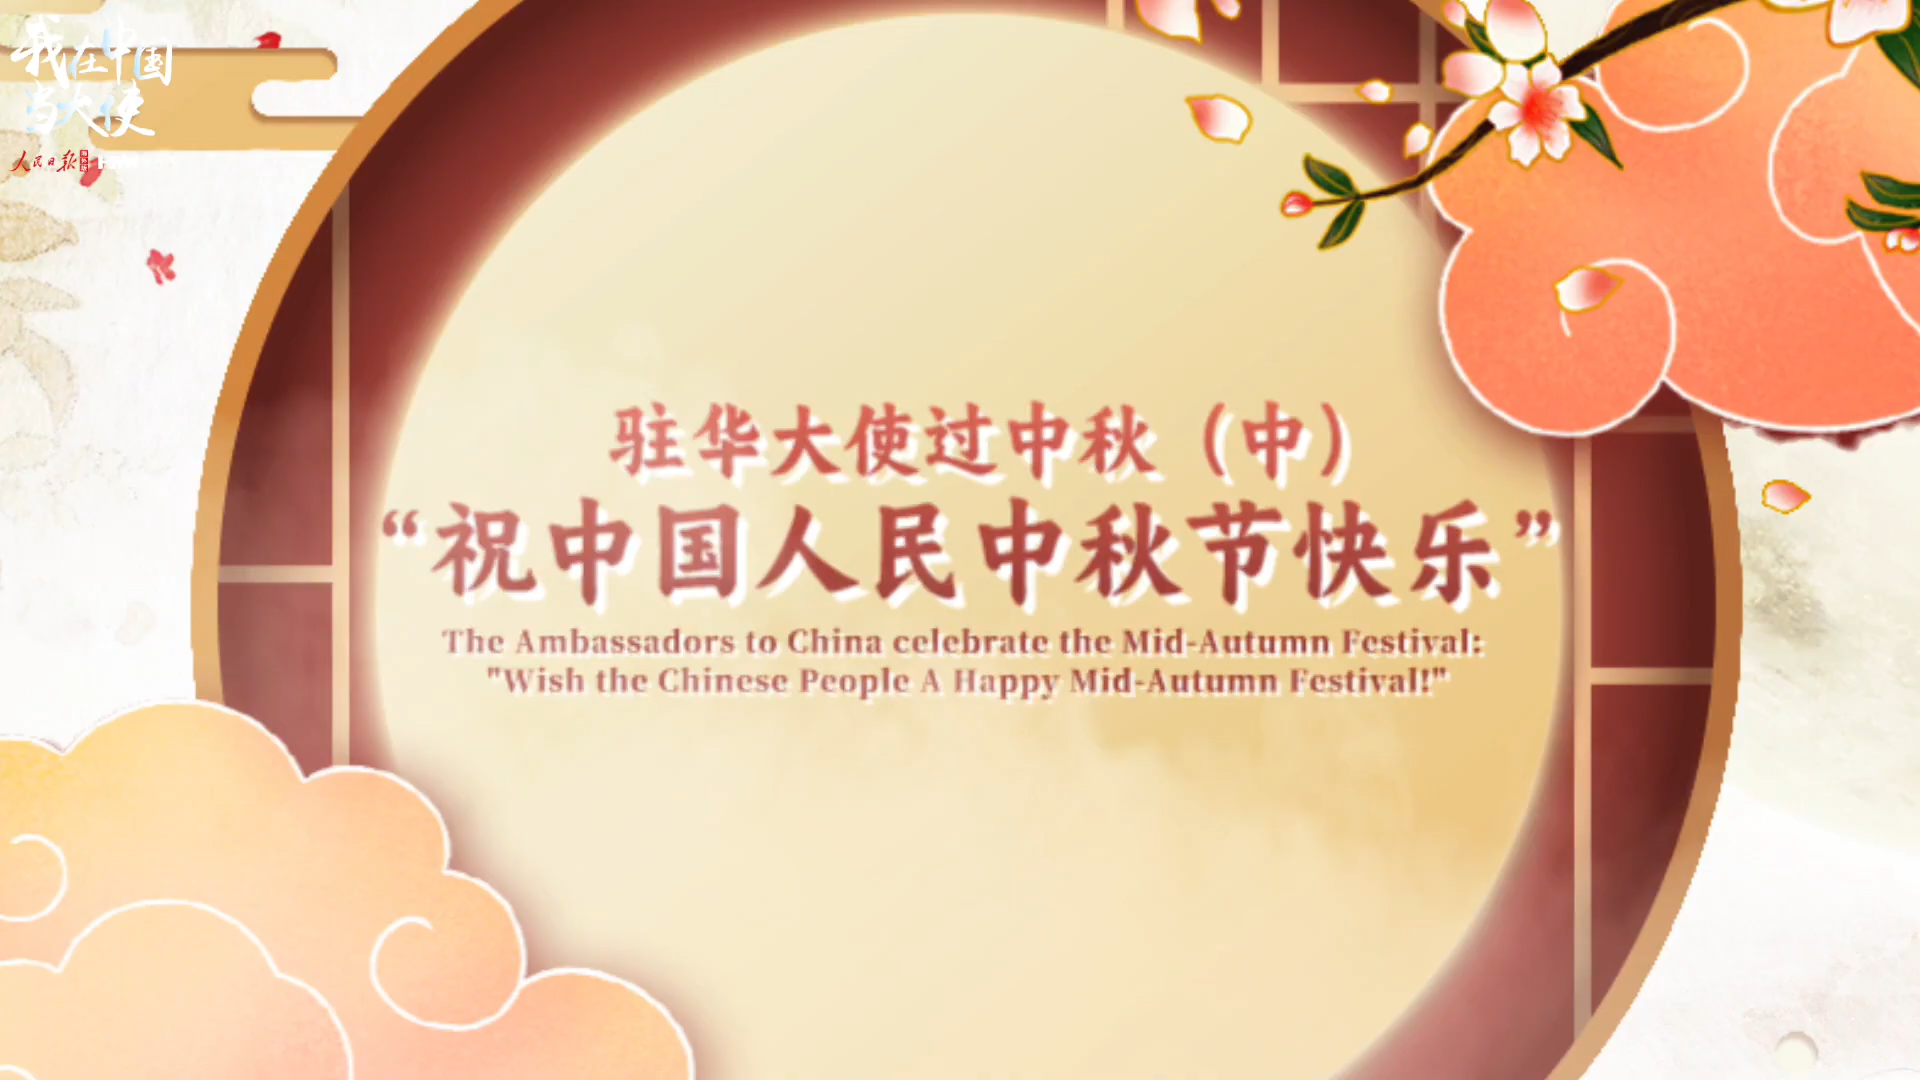 我在中国
当大使
人民日报
驻华大使过中秋（中）
“祝中国人民中秋节快乐”
The Ambassadors to China celebrate the Mid-Autumn Festival:
"Wish the Chinese People A Happy Mid-Autumn Festival!"